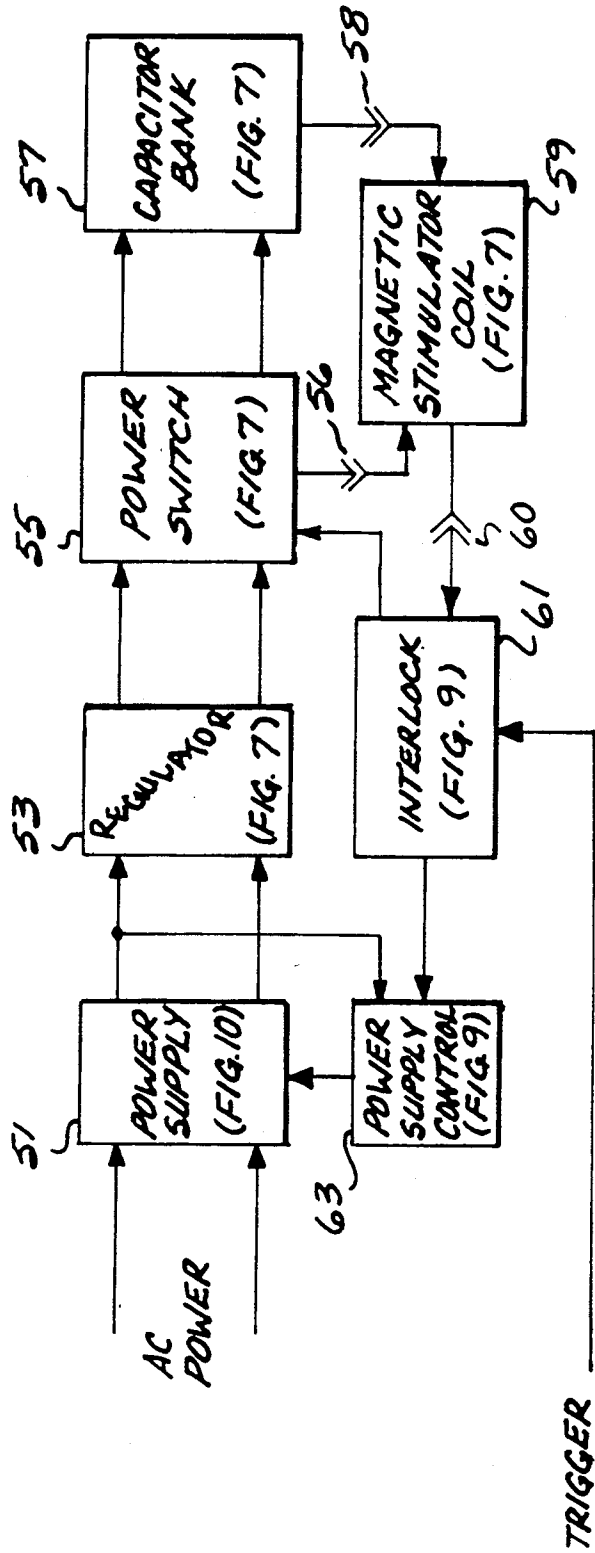 AC
POWER
51
POWER
SUPPLY
(FIG.10)
53
REGULATOR
(FIG. 7)
55
POWER
SWITCH
(FIG 7)
57
CAPACITOR
BANK
(FIG. 7)
56
58
63
POWER
SUPPLY
CONTROL
(FIG 9)
INTERLOCK
(FIG. 9)
61
60
MAGNETIC
STIMULATOR
COIL
(FIG. 7)
59
TRIGGER